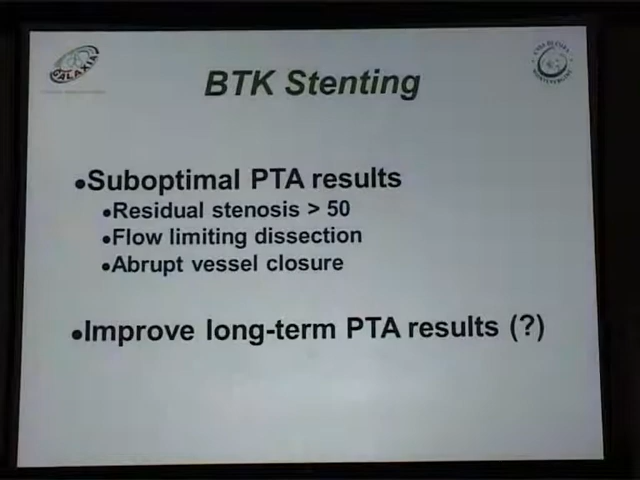 GALAXIA
BTK Stenting
•Suboptimal PTA results
•Residual stenosis > 50
•Flow limiting dissection
•Abrupt vessel closure
•Improve long-term PTA results (?)